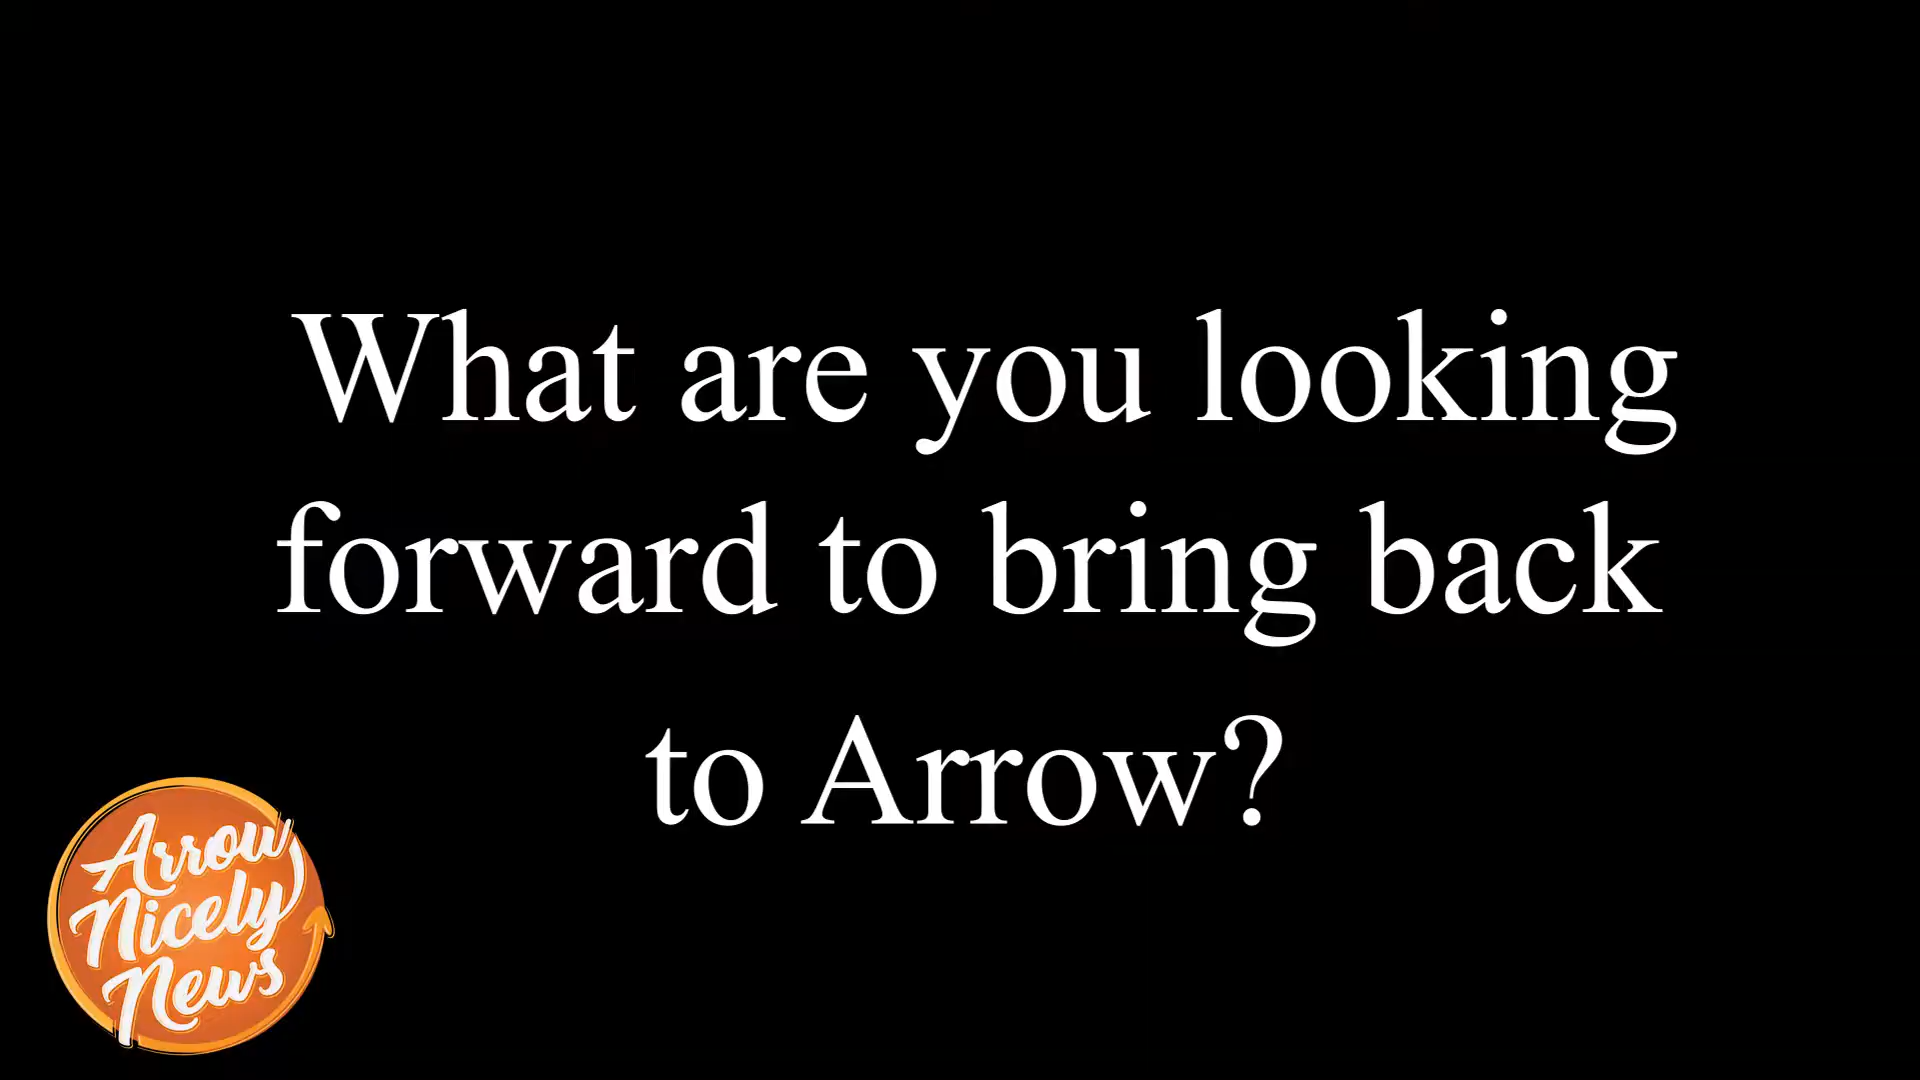 What are you looking
forward to bring back
to Arrow?
Arrow
Nicely
News